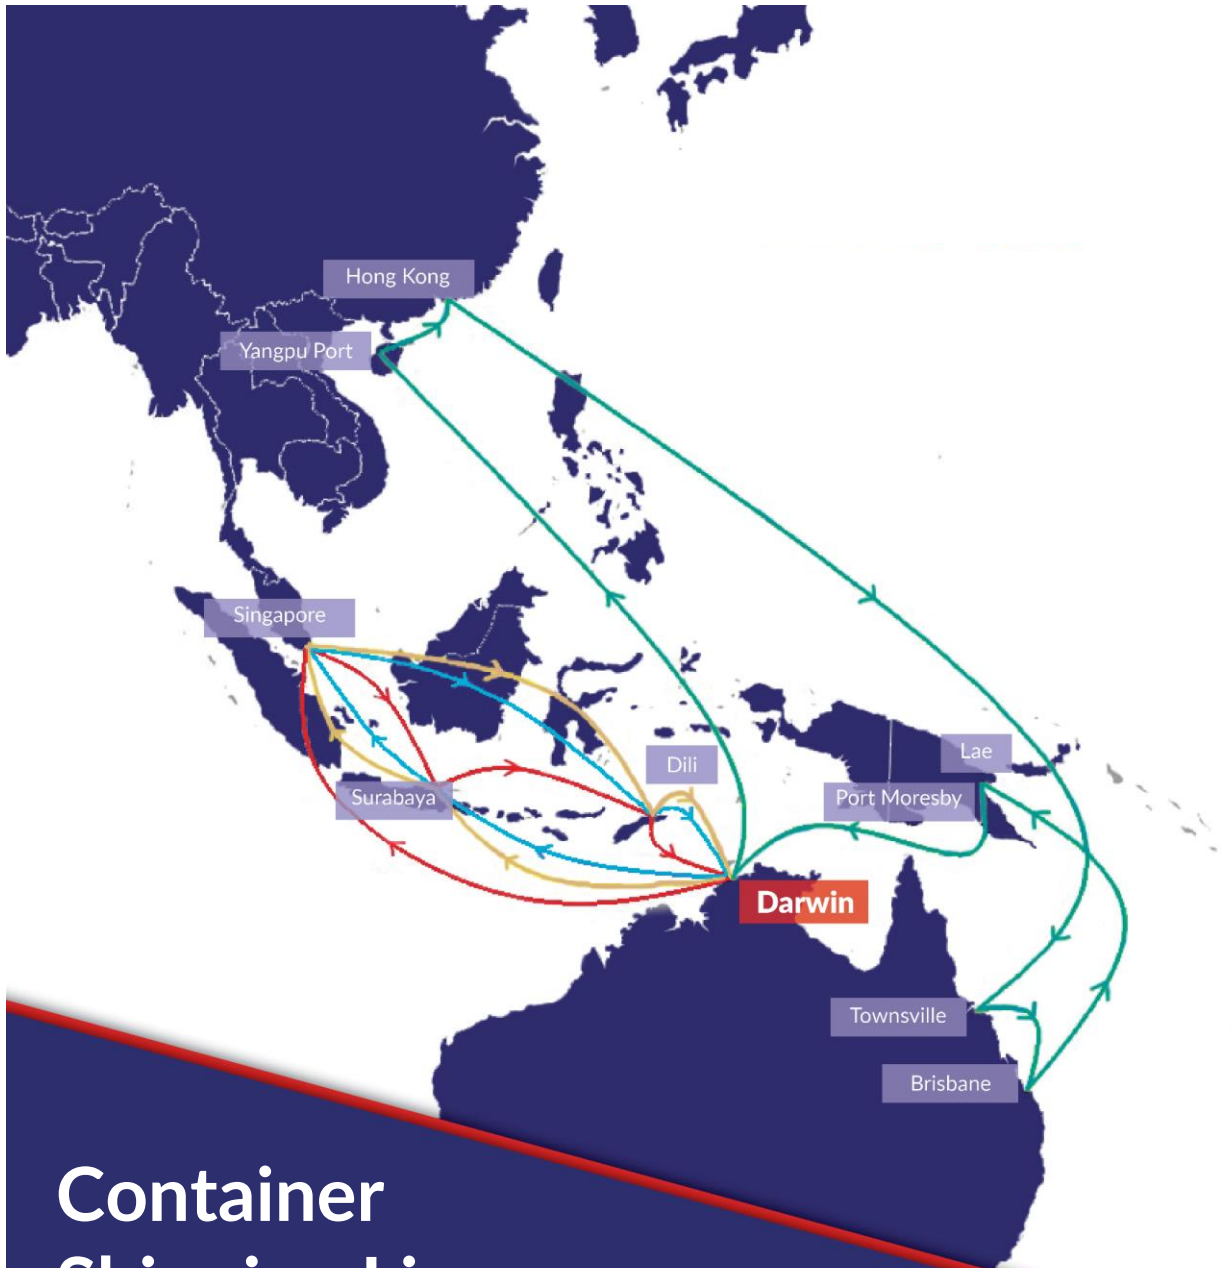 Hong Kong
Yangpu Port
Singapore
Lae
Dili
Surabaya
Port Moresby
Darwin
Townsville
Brisbane
Container